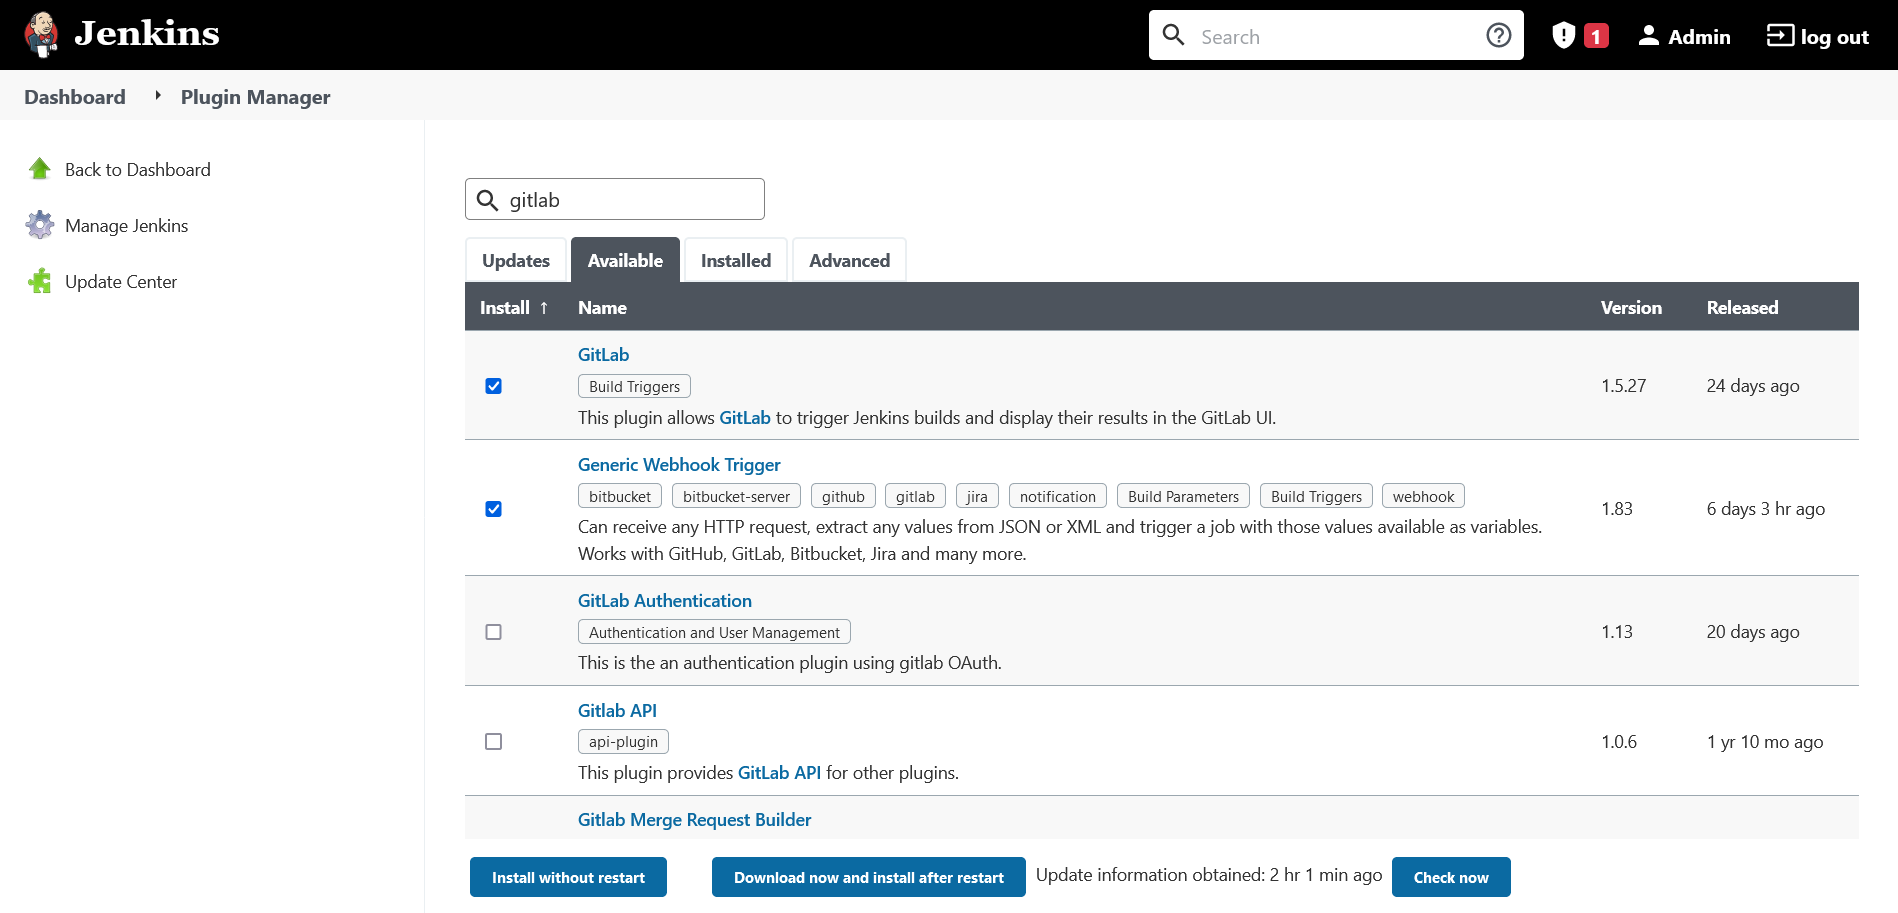 Jenkins
Search
1
Admin
log out
Dashboard
Plugin Manager
Back to Dashboard
Manage Jenkins
Update Center
gitlab
Updates
Available
Installed
Advanced
Install ↑
Name
Version
Released
GitLab
Build Triggers
This plugin allows GitLab to trigger Jenkins builds and display their results in the GitLab UI.
1.5.27
24 days ago
Generic Webhook Trigger
bitbucket bitbucket-server github gitlab jira notification Build Parameters Build Triggers webhook
Can receive any HTTP request, extract any values from JSON or XML and trigger a job with those values available as variables.
Works with GitHub, GitLab, Bitbucket, Jira and many more.
1.83
6 days 3 hr ago
GitLab Authentication
Authentication and User Management
This is the an authentication plugin using gitlab OAuth.
1.13
20 days ago
Gitlab API
api-plugin
This plugin provides GitLab API for other plugins.
1.0.6
1 yr 10 mo ago
Gitlab Merge Request Builder
Install without restart
Download now and install after restart
Update information obtained: 2 hr 1 min ago
Check now